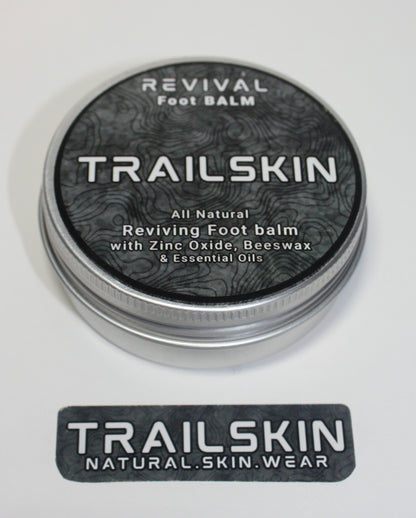 REVIVAL
Foot BALM
TRAILSKIN
All Natural
Reviving Foot balm
with Zinc Oxide, Beeswax
& Essential Oils
TRAILSKIN
NATURAL.SKIN.WEAR